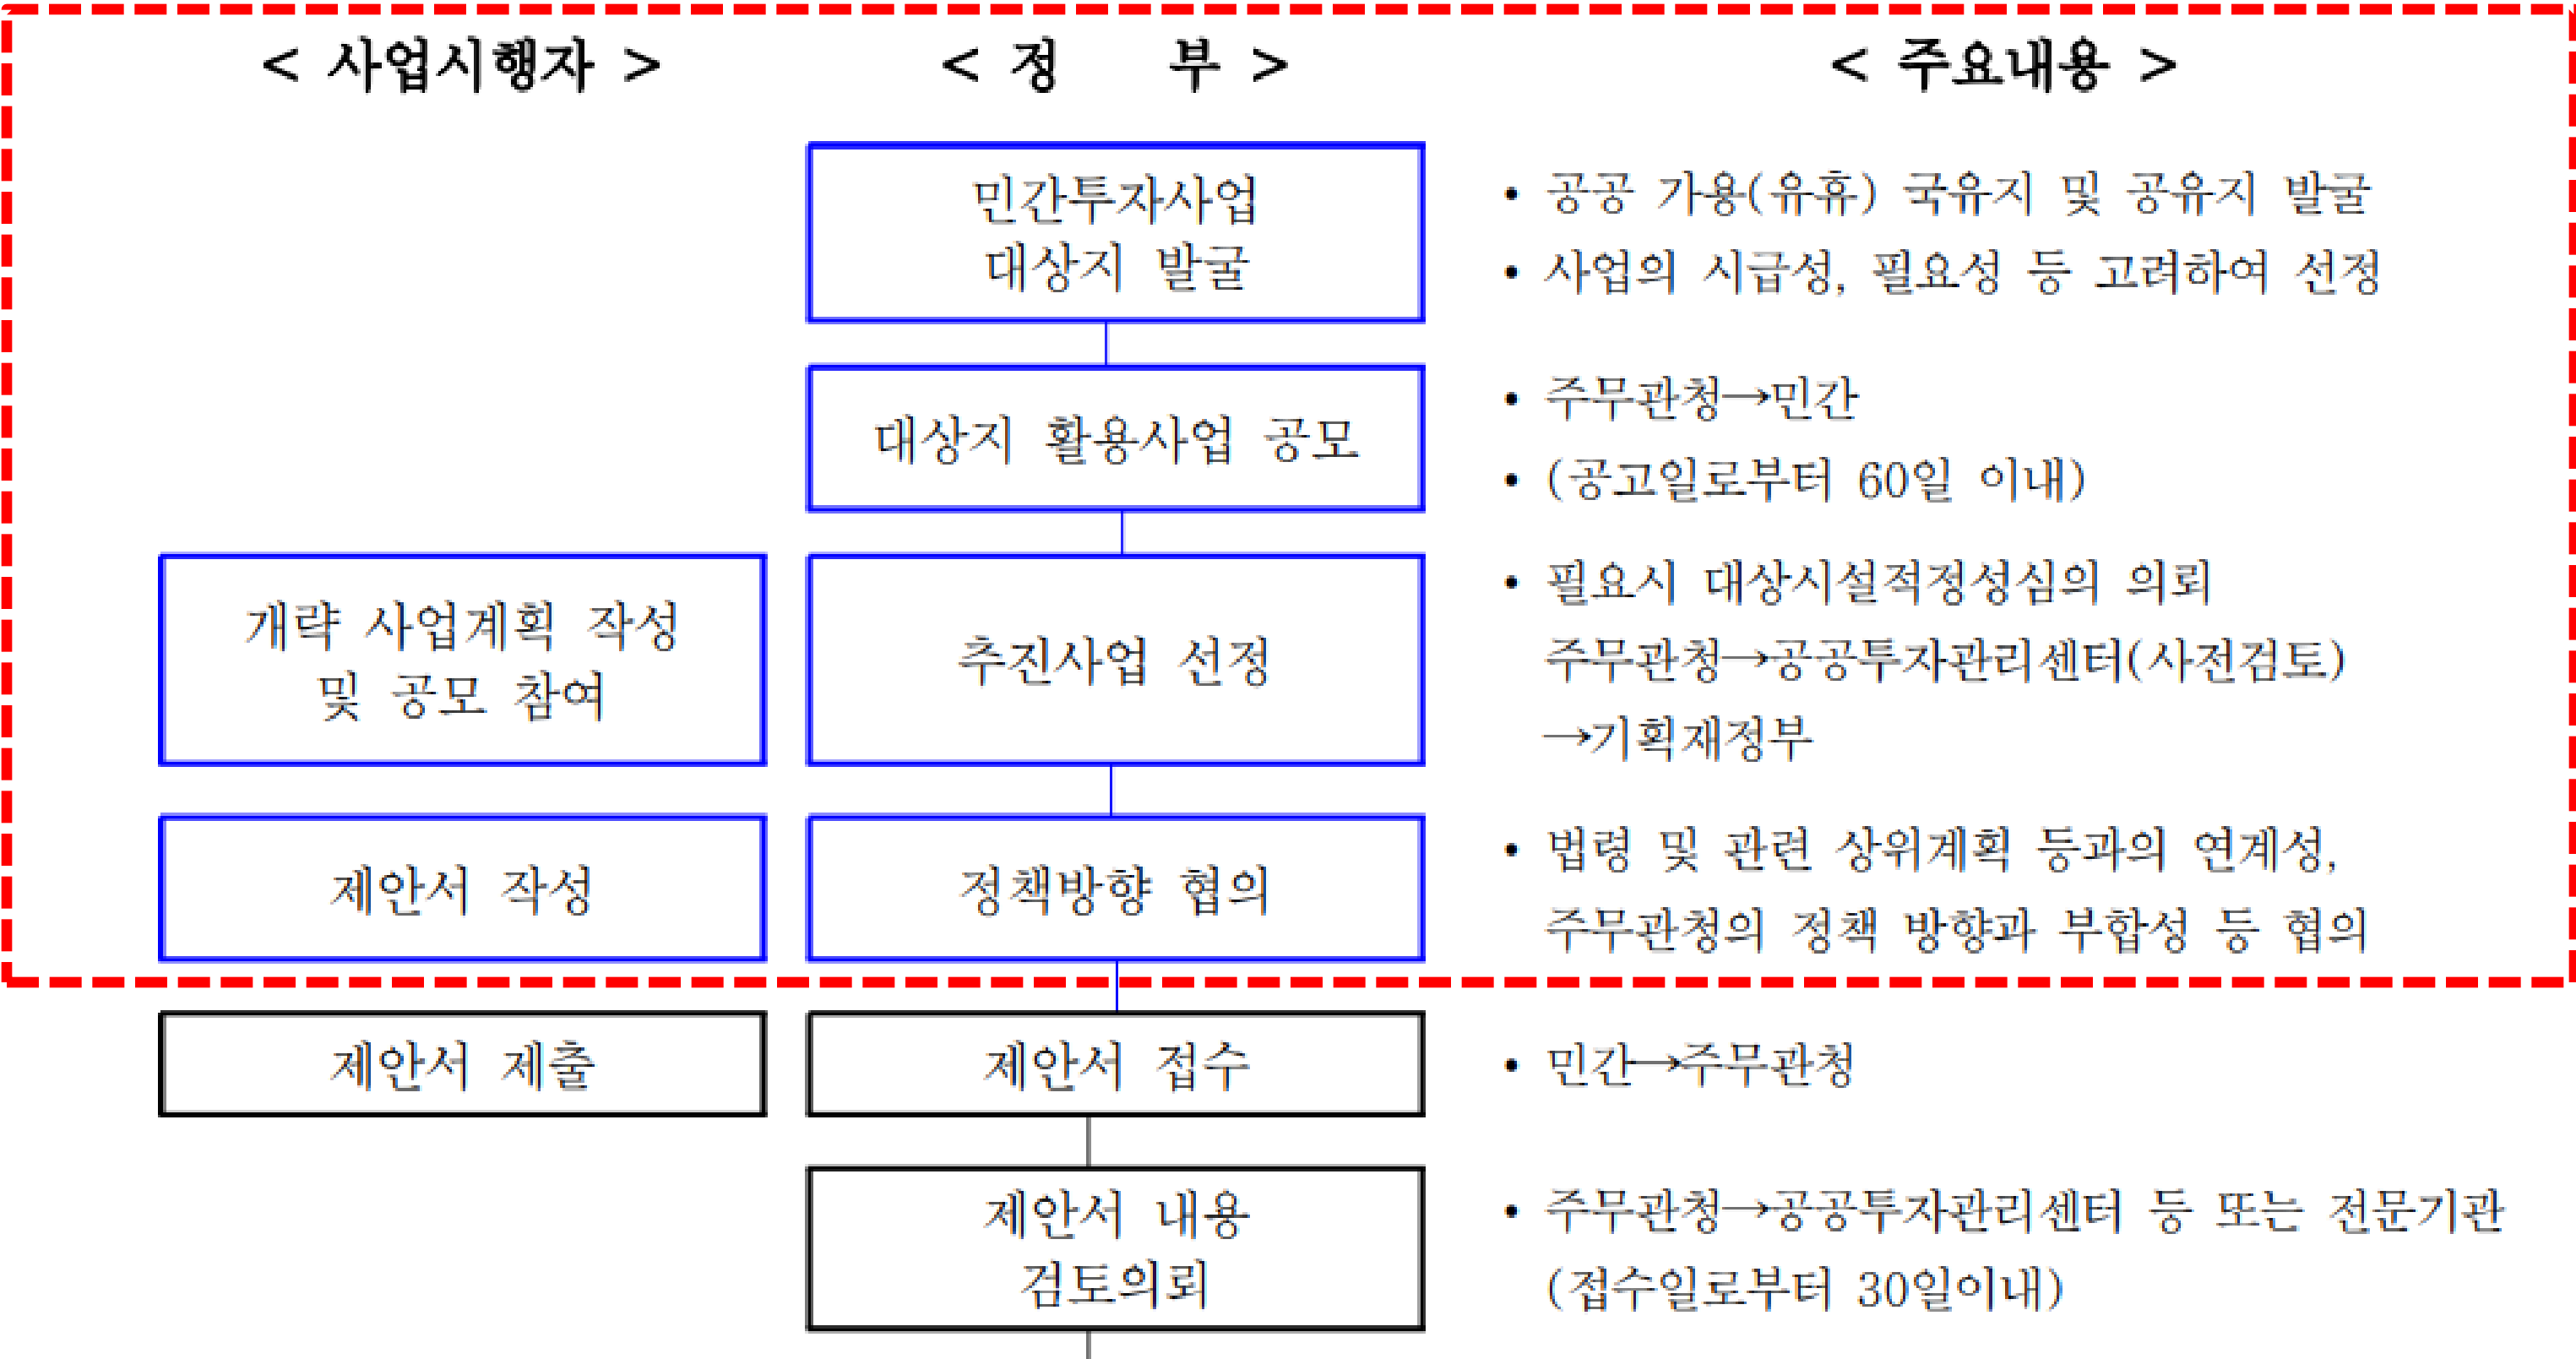 < 사업시행자 >
< 정 부 >
< 주요내용 >
민간투자사업
대상지 발굴
• 공공 가용(유휴) 국유지 및 공유지 발굴
• 사업의 시급성, 필요성 등 고려하여 선정
대상지 활용사업 공모
• 주무관청→민간
• (공고일로부터 60일 이내)
개략 사업계획 작성
및 공모 참여
추진사업 선정
• 필요시 대상시설적정성심의 의뢰
주무관청→공공투자관리센터(사전검토)
→기획재정부
제안서 작성
정책방향 협의
• 법령 및 관련 상위계획 등과의 연계성,
주무관청의 정책 방향과 부합성 등 협의
제안서 제출
제안서 접수
• 민간→주무관청
제안서 내용
검토의뢰
• 주무관청→공공투자관리센터 등 또는 전문기관
(접수일로부터 30일이내)